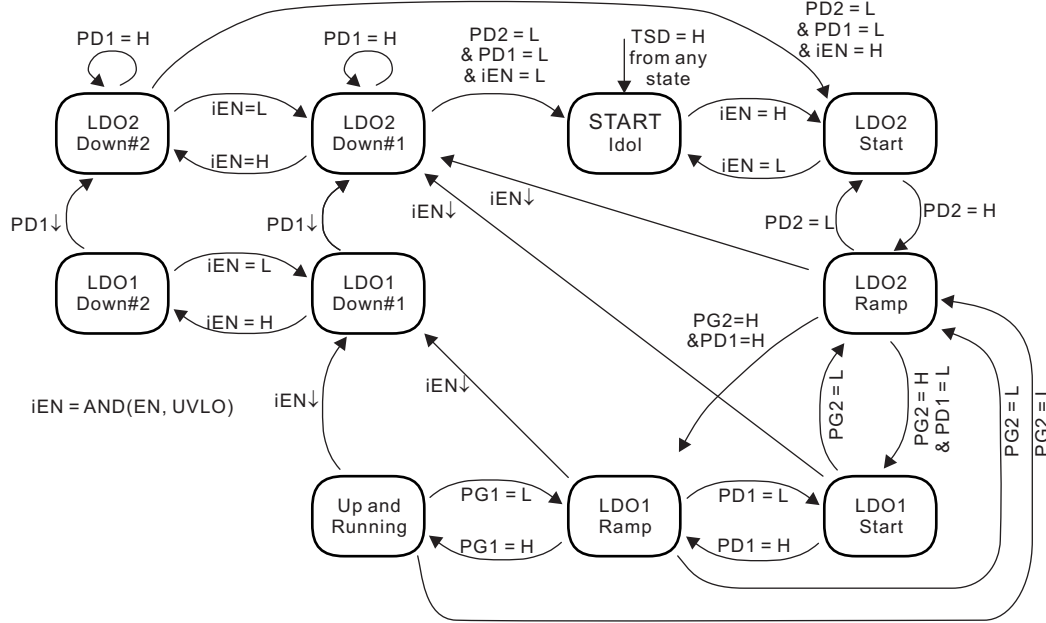 PD1 = H
PD1 = H
PD2 = L
& PD1 = L
& iEN = L
TSD = H
from any
state
PD2 = L
& PD1 = L
& iEN = H
LDO2
Down#2
iEN=L
iEN=H
LDO2
Down#1
START
Idol
iEN = H
iEN = L
LDO2
Start
PD1↓
PD1↓
iEN↓
iEN↓
PD2 = L
PD2 = H
LDO1
Down#2
iEN = L
iEN = H
LDO1
Down#1
LDO2
Ramp
PG2=H
&PD1=H
iEN = AND(EN, UVLO)
iEN↓
iEN↓
PG2 = L
PG2 = H
& PD1 = L
PG2 = L
PG2 = L
Up and
Running
PG1 = L
PG1 = H
LDO1
Ramp
PD1 = L
PD1 = H
LDO1
Start